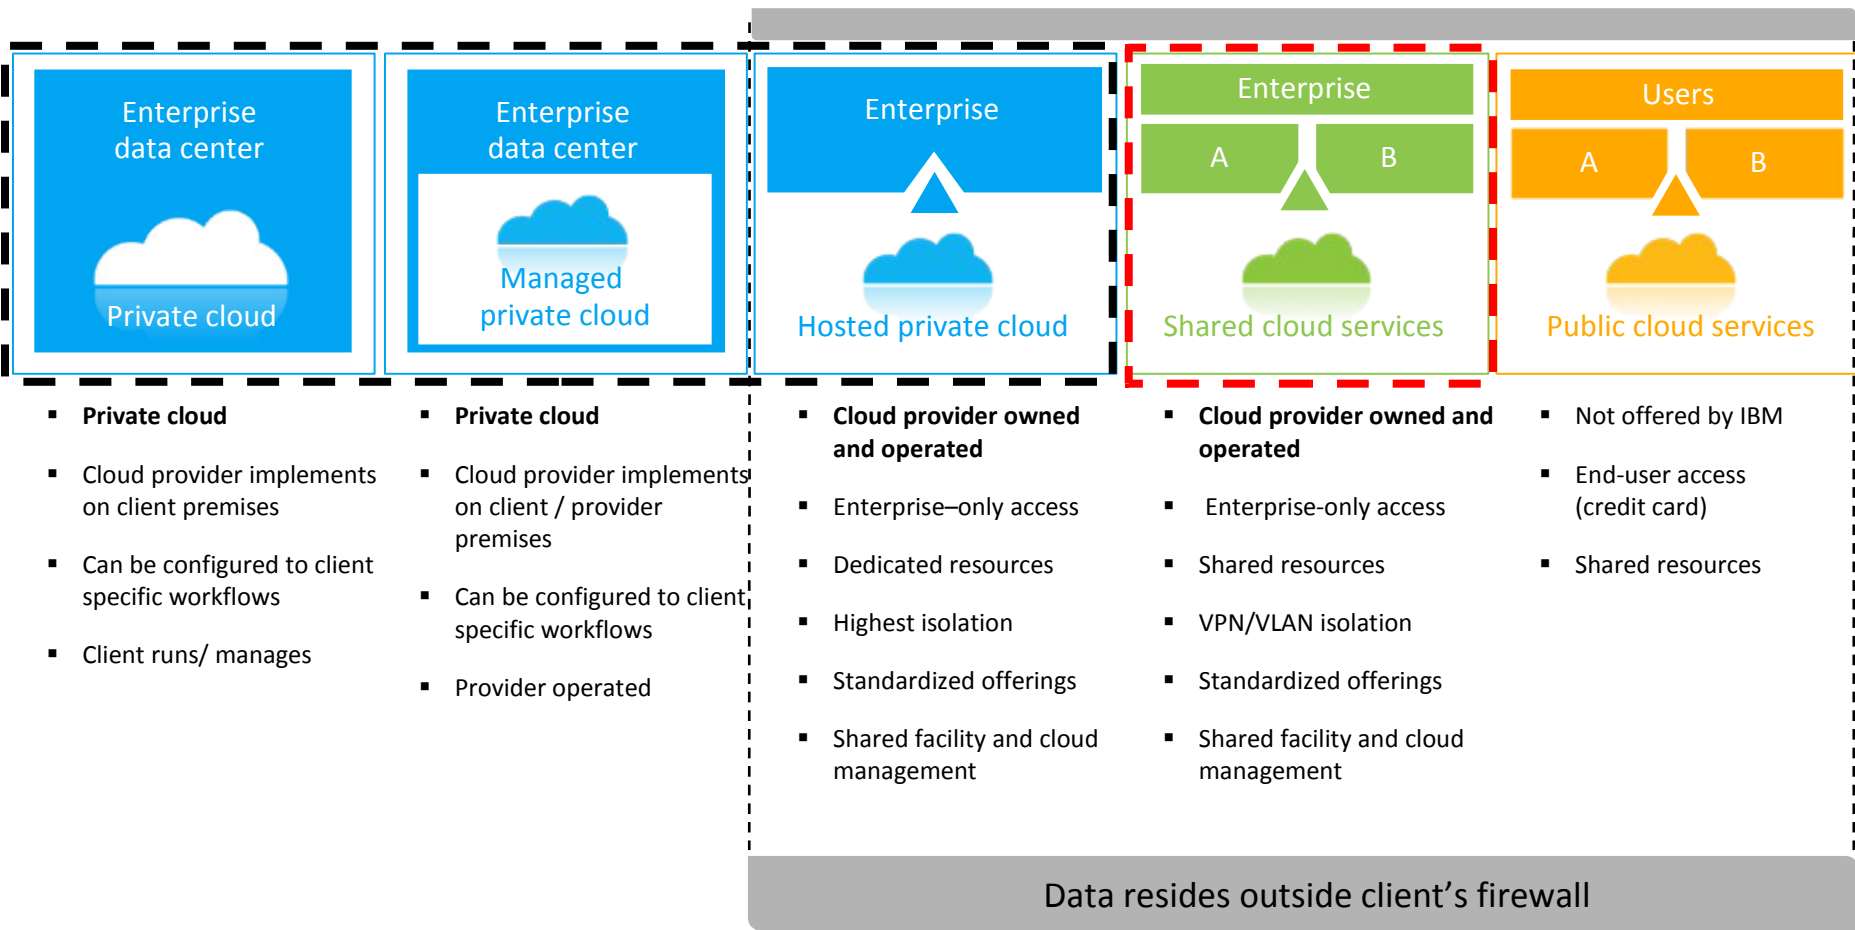 Enterprise
data center
Private cloud
Enterprise
data center
Managed
private cloud
Enterprise
Hosted private cloud
Enterprise
A
B
Shared cloud services
Users
A
B
Public cloud services
▪ Private cloud
▪ Cloud provider implements
on client premises
▪ Can be configured to client
specific workflows
▪ Client runs/ manages
▪ Private cloud
▪ Cloud provider implements
on client / provider
premises
▪ Can be configured to client
specific workflows
▪ Provider operated
▪ Cloud provider owned
and operated
▪ Enterprise–only access
▪ Dedicated resources
▪ Highest isolation
▪ Standardized offerings
▪ Shared facility and cloud
management
▪ Cloud provider owned and
operated
▪ Enterprise-only access
▪ Shared resources
▪ VPN/VLAN isolation
▪ Standardized offerings
▪ Shared facility and cloud
management
▪ Not offered by IBM
▪ End-user access
(credit card)
▪ Shared resources
Data resides outside client’s firewall